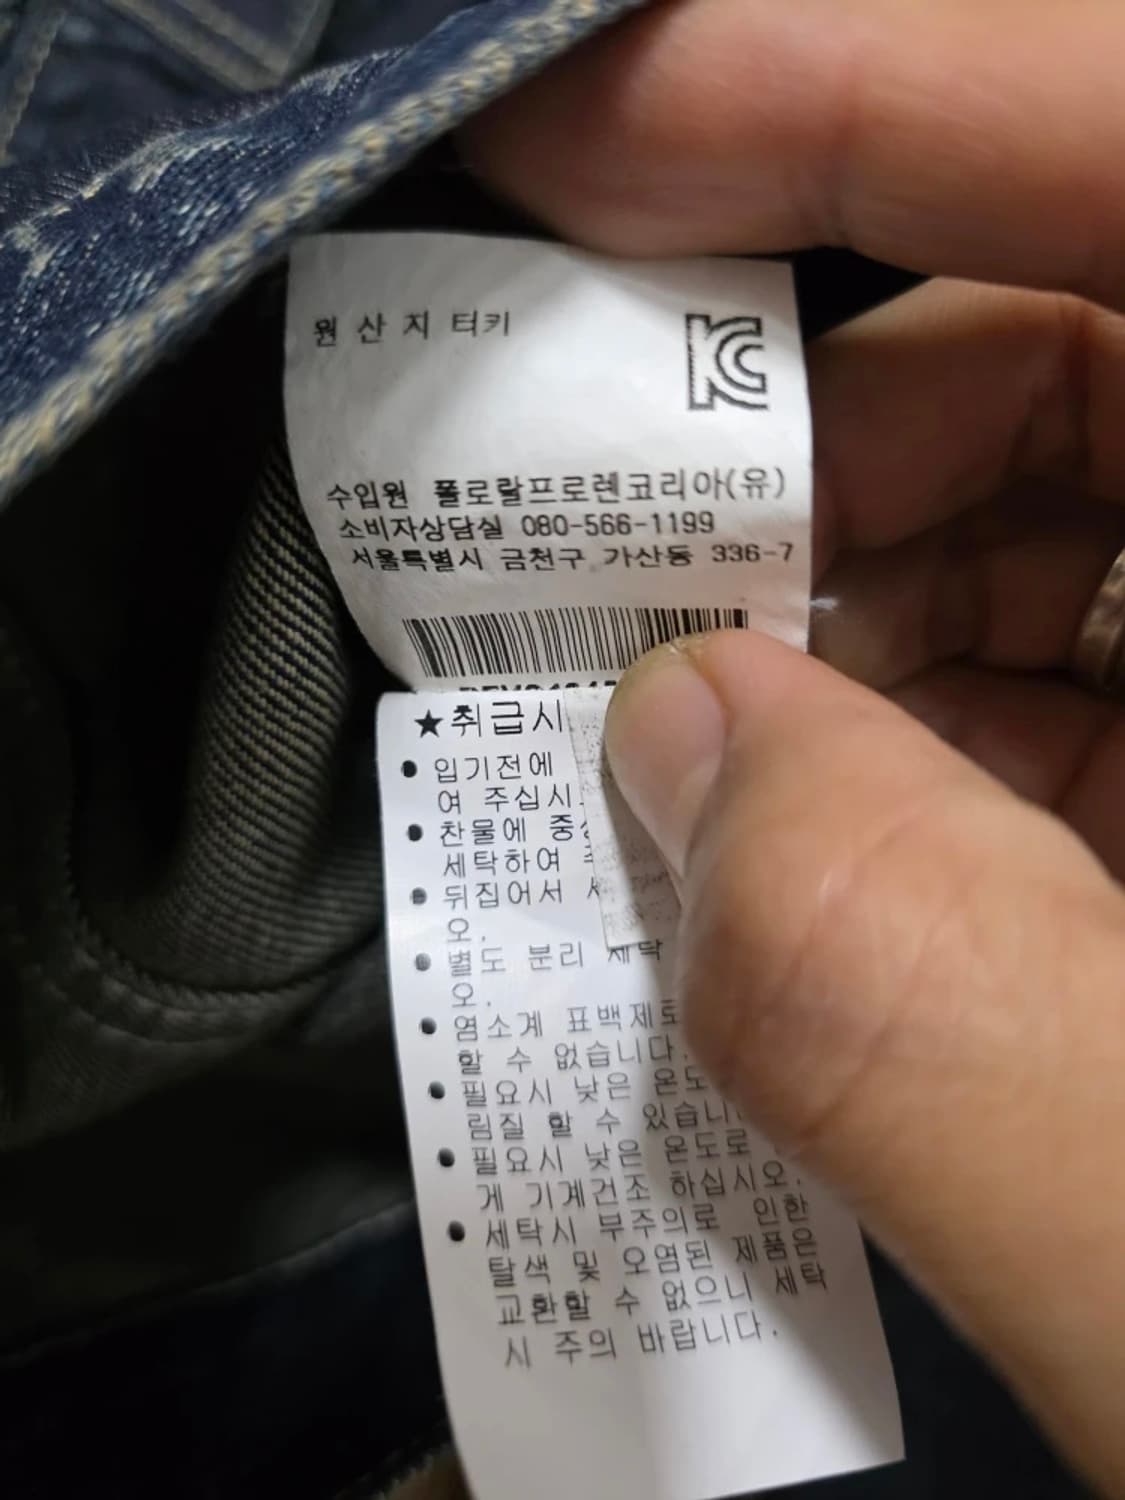 원 산 지 터키
KC
수입원 폴로랄프로렌코리아(유)
소비자상담실 080-566-1199
서울특별시 금천구 가산동 336-7
★취급시
● 입기전에
여 주십시
● 찬물에
세탁하여
● 뒤집어서
오.
● 별도 분리 세탁
오.
● 염소계 표백제로
할 수 없습니다.
● 필요시 낮은 온도
림질 할 수 있습니
● 필요시 낮은 온도로
게 기계건조 하십시오.
● 세탁시 부주의로 인한
탈색 및 오염된 제품은
교환할 수 없으니 세탁
시 주의 바랍니다.